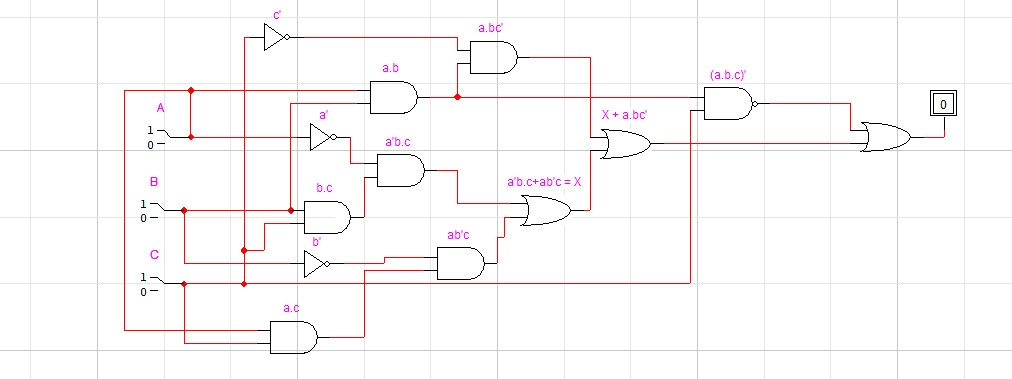 c'
a.bc'
a.b
(a.b.c)'
A
1
0
a'
X + a.bc'
0
a'b.c
B
1
0
b.c
a'b.c+ab'c = X
b'
ab'c
C
1
0
a.c